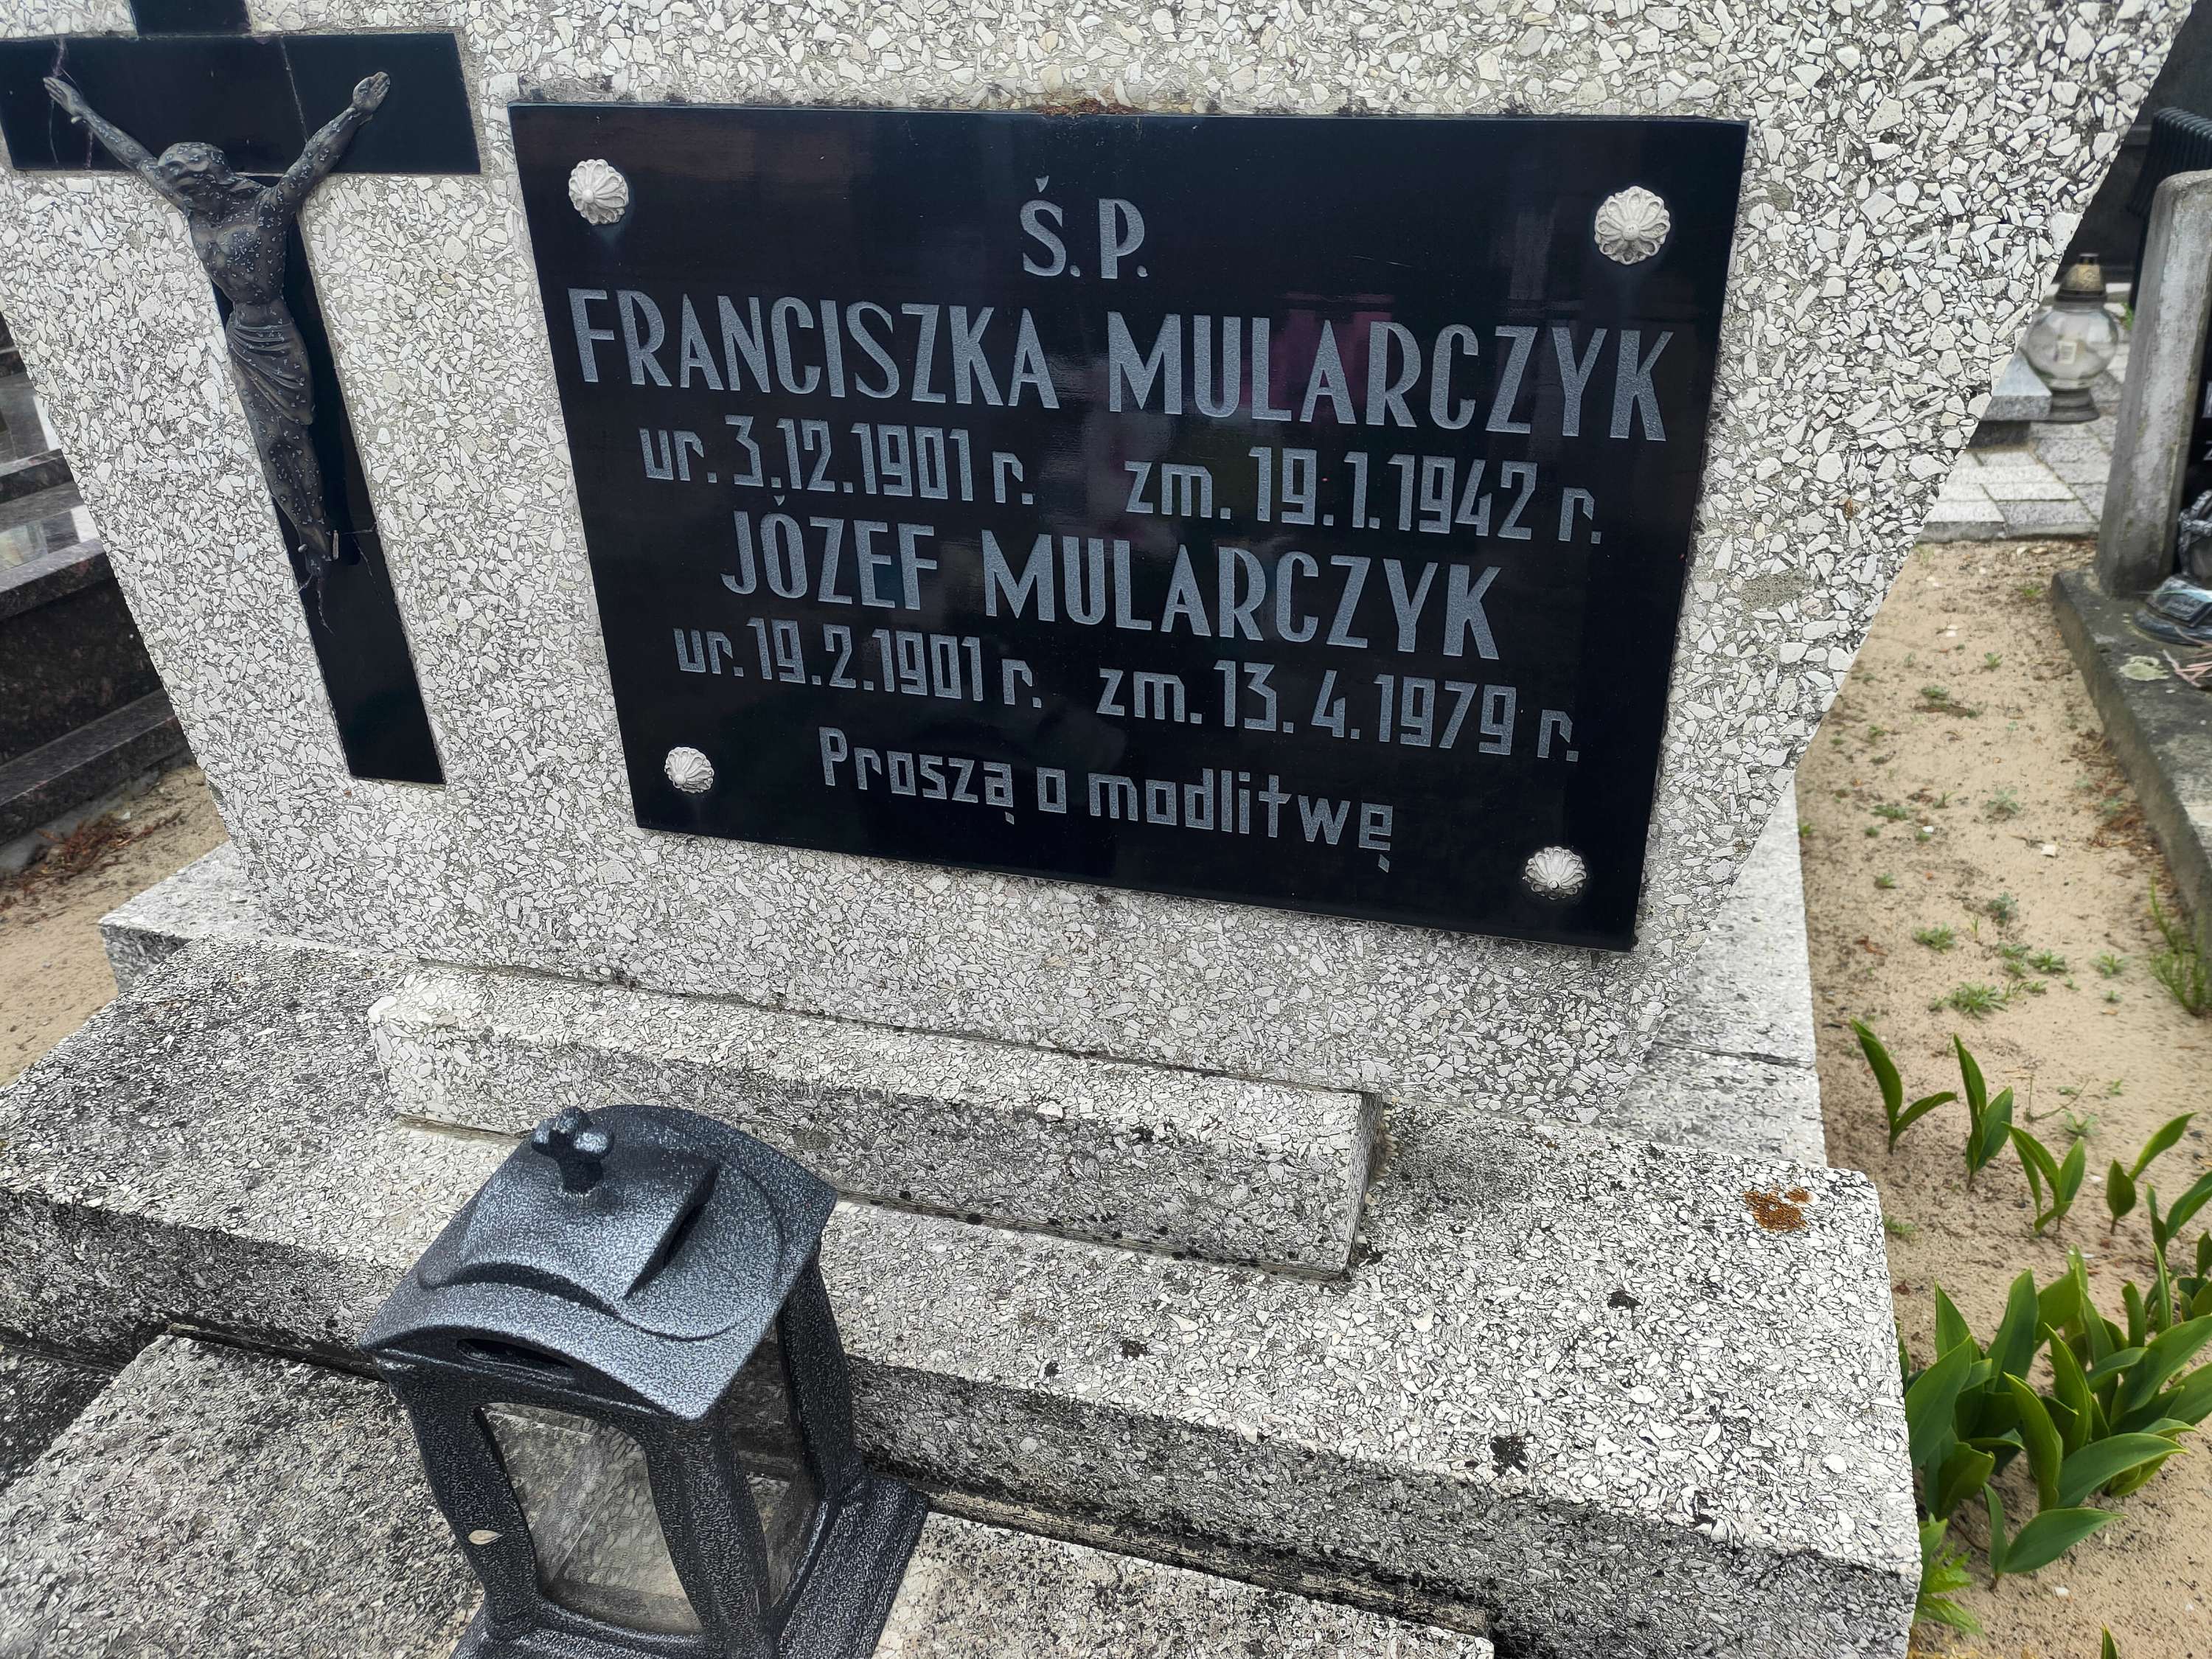 Ś.P.
FRANCISZKA MULARCZYK
ur. 3.12.1901 r. zm. 19.1.1942 r.
JÓZEF MULARCZYK
ur. 19.2.1901 r. zm. 13.4.1979 r.
Proszą o modlitwę